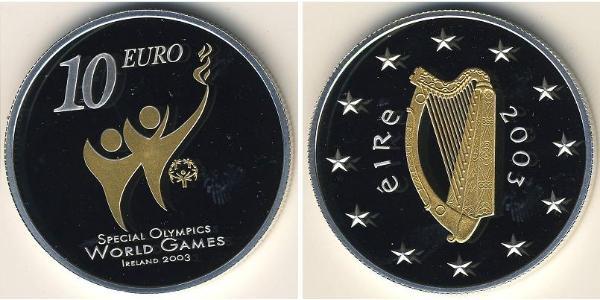 10 EURO
SPECIAL OLYMPICS
WORLD GAMES
IRELAND 2003
éIRe
2003